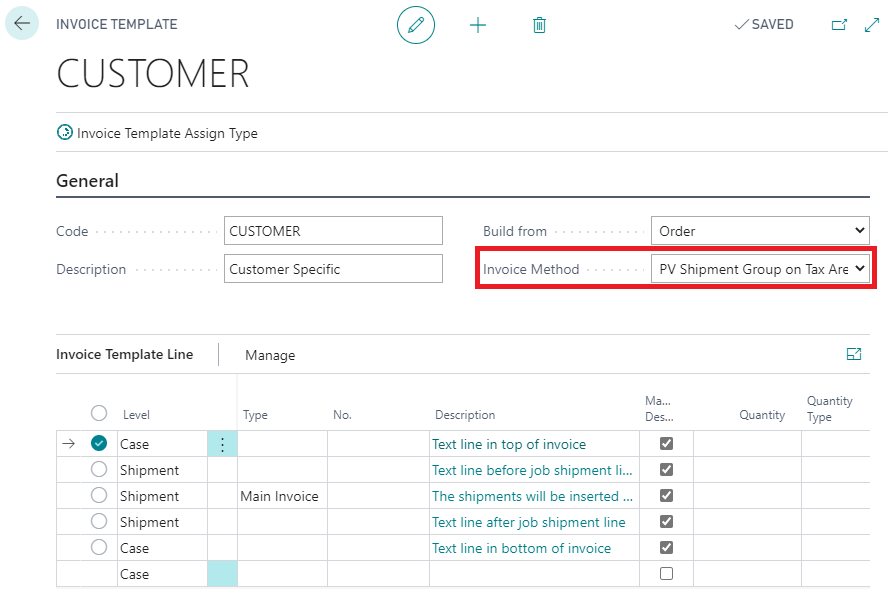 INVOICE TEMPLATE
SAVED
CUSTOMER
Invoice Template Assign Type
General
Code CUSTOMER Build from Order
Description Customer Specific Invoice Method PV Shipment Group on Tax Are
Invoice Template Line Manage
Level Type No. Description Ma... Des... Quantity Quantity Type
Case Text line in top of invoice
Shipment Text line before job shipment li...
Shipment Main Invoice The shipments will be inserted ...
Shipment Text line after job shipment line
Case Text line in bottom of invoice
Case